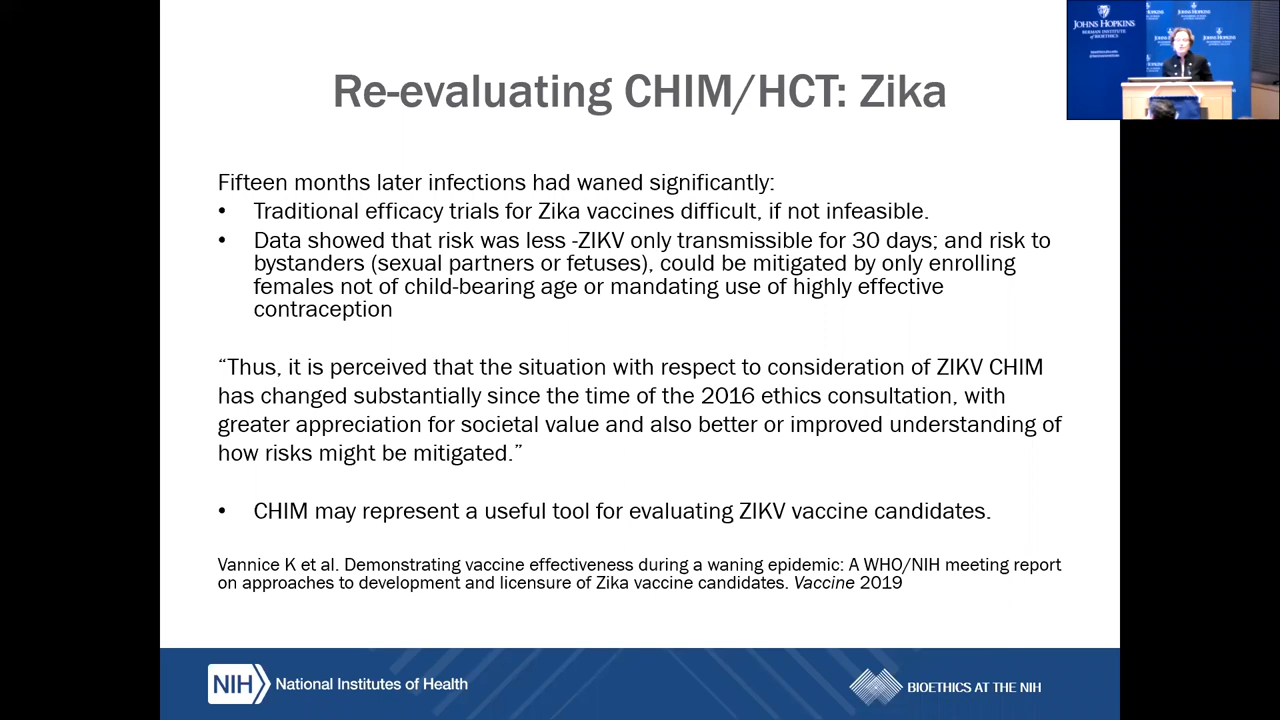 Re-evaluating CHIM/HCT: Zika
Fifteen months later infections had waned significantly:
• Traditional efficacy trials for Zika vaccines difficult, if not infeasible.
• Data showed that risk was less -ZIKV only transmissible for 30 days; and risk to
bystanders (sexual partners or fetuses), could be mitigated by only enrolling
females not of child-bearing age or mandating use of highly effective
contraception
“Thus, it is perceived that the situation with respect to consideration of ZIKV CHIM
has changed substantially since the time of the 2016 ethics consultation, with
greater appreciation for societal value and also better or improved understanding of
how risks might be mitigated.”
• CHIM may represent a useful tool for evaluating ZIKV vaccine candidates.
Vannice K et al. Demonstrating vaccine effectiveness during a waning epidemic: A WHO/NIH meeting report
on approaches to development and licensure of Zika vaccine candidates. Vaccine 2019
NIH National Institutes of Health
BIOETHICS AT THE NIH
JOHNS HOPKINS
BERMAN INSTITUTE
OF BIOETHICS